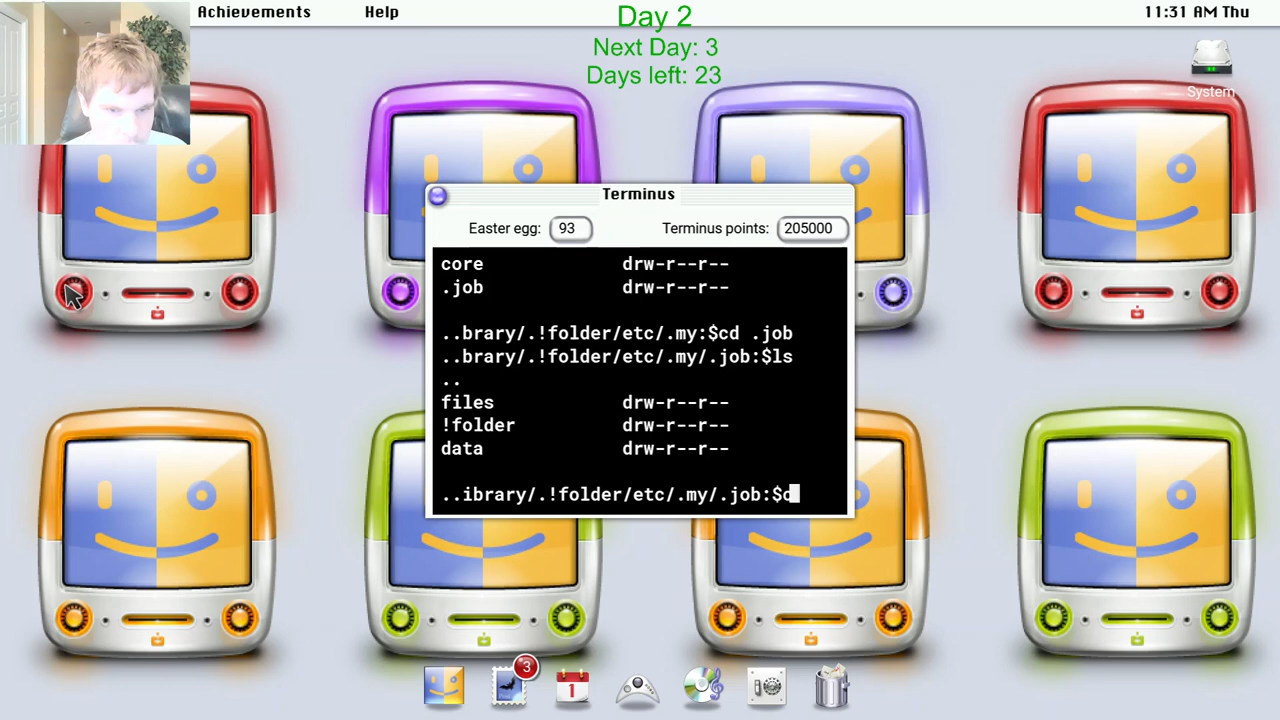 Achievements Help Day 2 11:31 AM Thu
Next Day: 3
Days left: 23
System
Terminus
Easter egg: 93 Terminus points: 205000
core drw-r--r--
.job drw-r--r--
..brary/.!folder/etc/.my:$cd .job
..brary/.!folder/etc/.my/.job:$ls
..
files drw-r--r--
!folder drw-r--r--
data drw-r--r--
..ibrary/.!folder/etc/.my/.job:$c
3
1